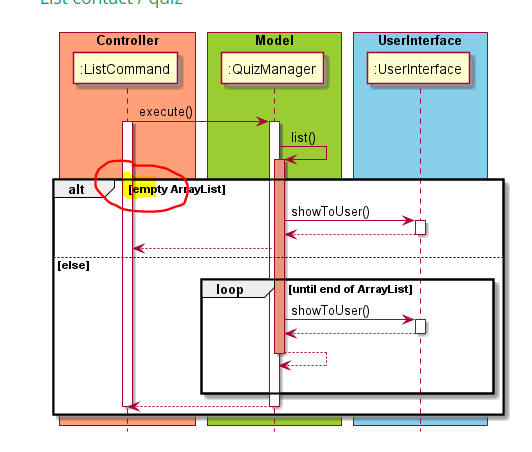 List contact / quiz
Controller
Model
UserInterface
:ListCommand
:QuizManager
:UserInterface
execute()
list()
alt
[empty ArrayList]
showToUser()
[else]
loop
[until end of ArrayList]
showToUser()